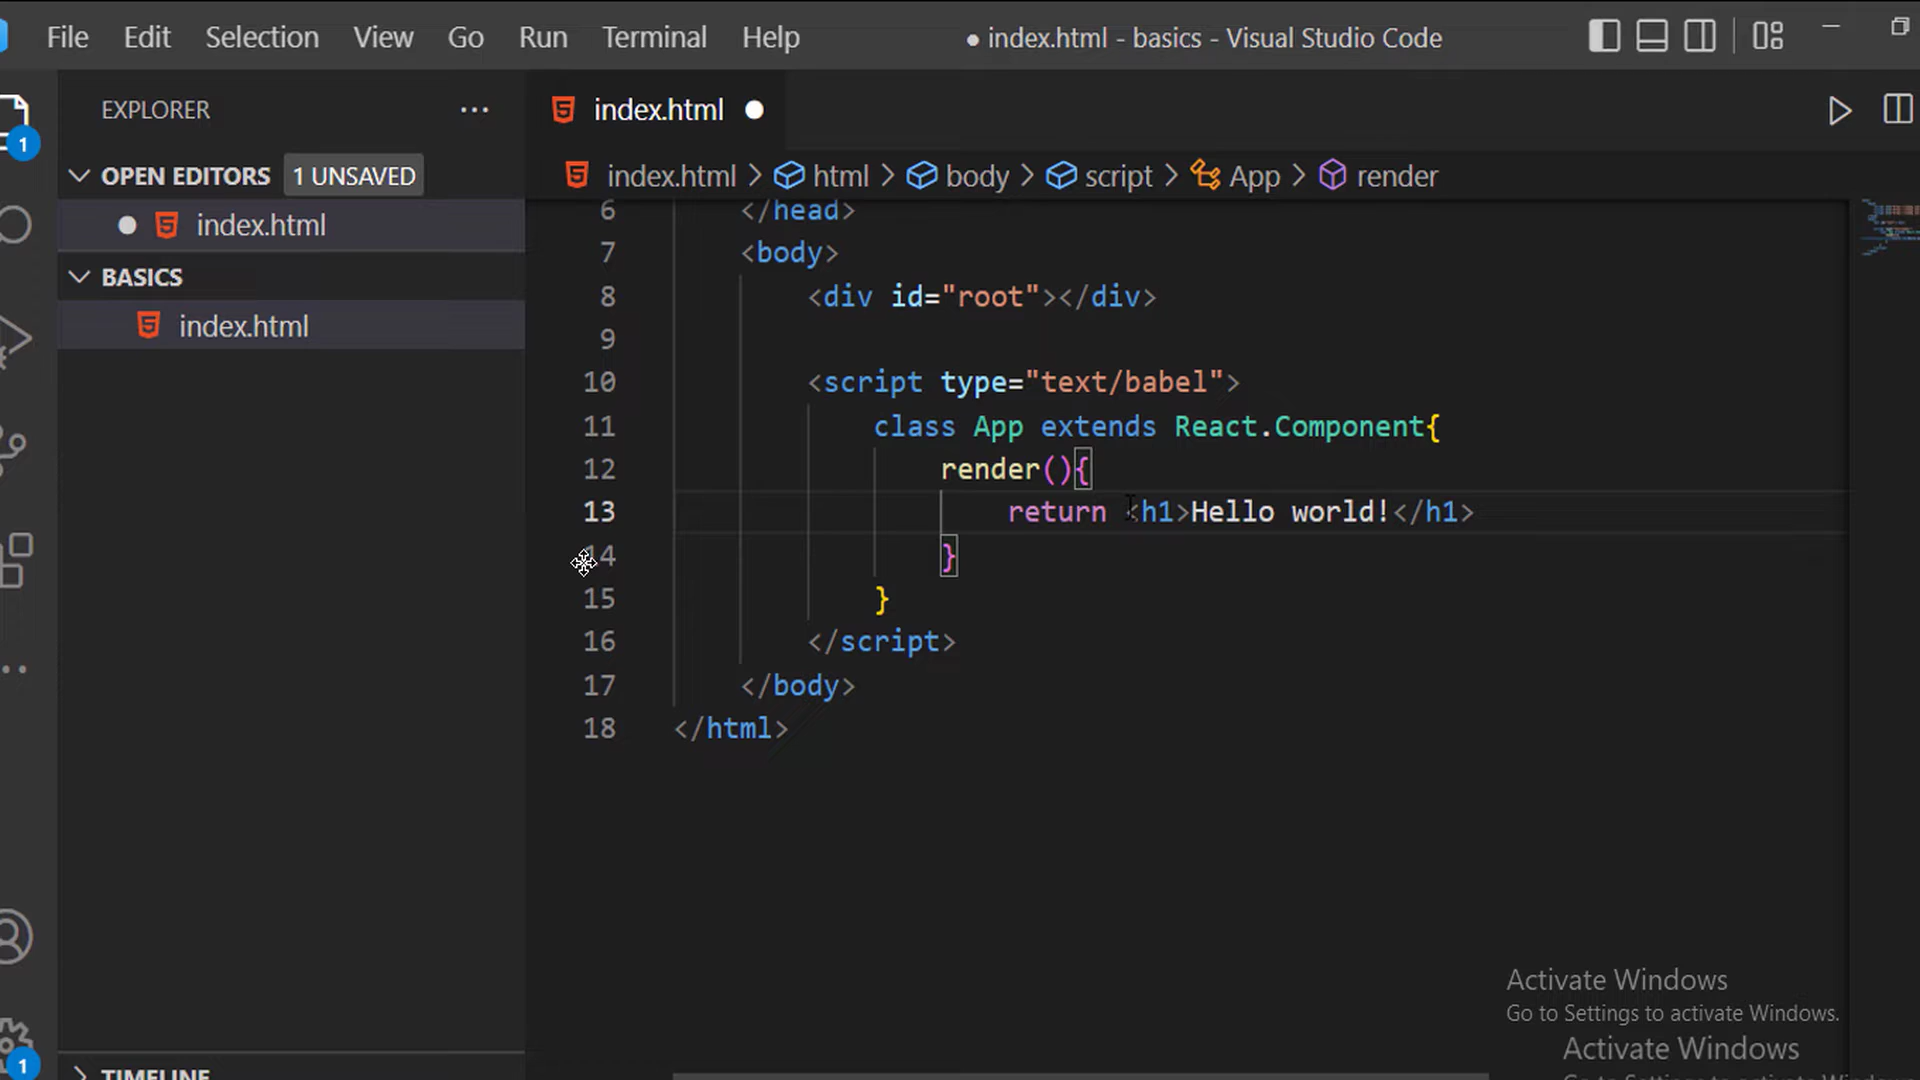 File Edit Selection View Go Run Terminal Help ● index.html - basics - Visual Studio Code
EXPLORER ···
index.html
OPEN EDITORS 1 UNSAVED
index.html > html > body > script > App > render
index.html
BASICS
index.html
6 </head>
7 <body>
8 <div id="root"></div>
9
10 <script type="text/babel">
11 class App extends React.Component{
12 render(){
13 return <h1>Hello world!</h1>
14 }
15 }
16 </script>
17 </body>
18 </html>
1
1
TIMELINE
Activate Windows
Go to Settings to activate Windows.
Activate Windows